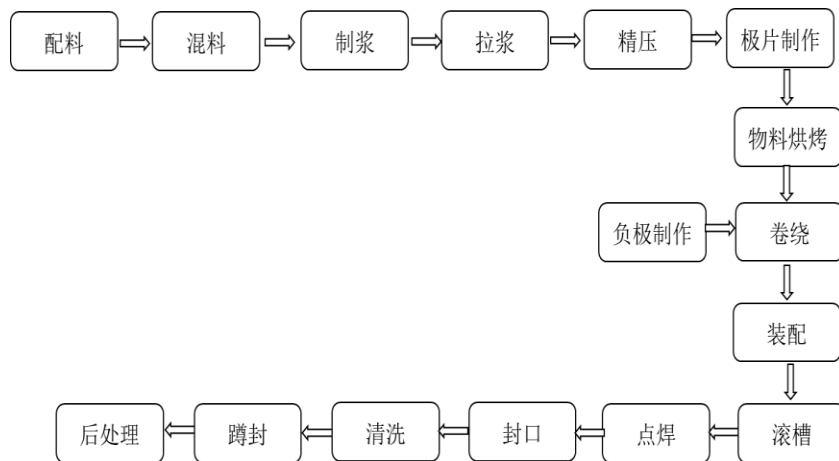 配料
混料
制浆
拉浆
精压
极片制作
物料烘烤
负极制作
卷绕
装配
滚槽
点焊
封口
清洗
蹲封
后处理